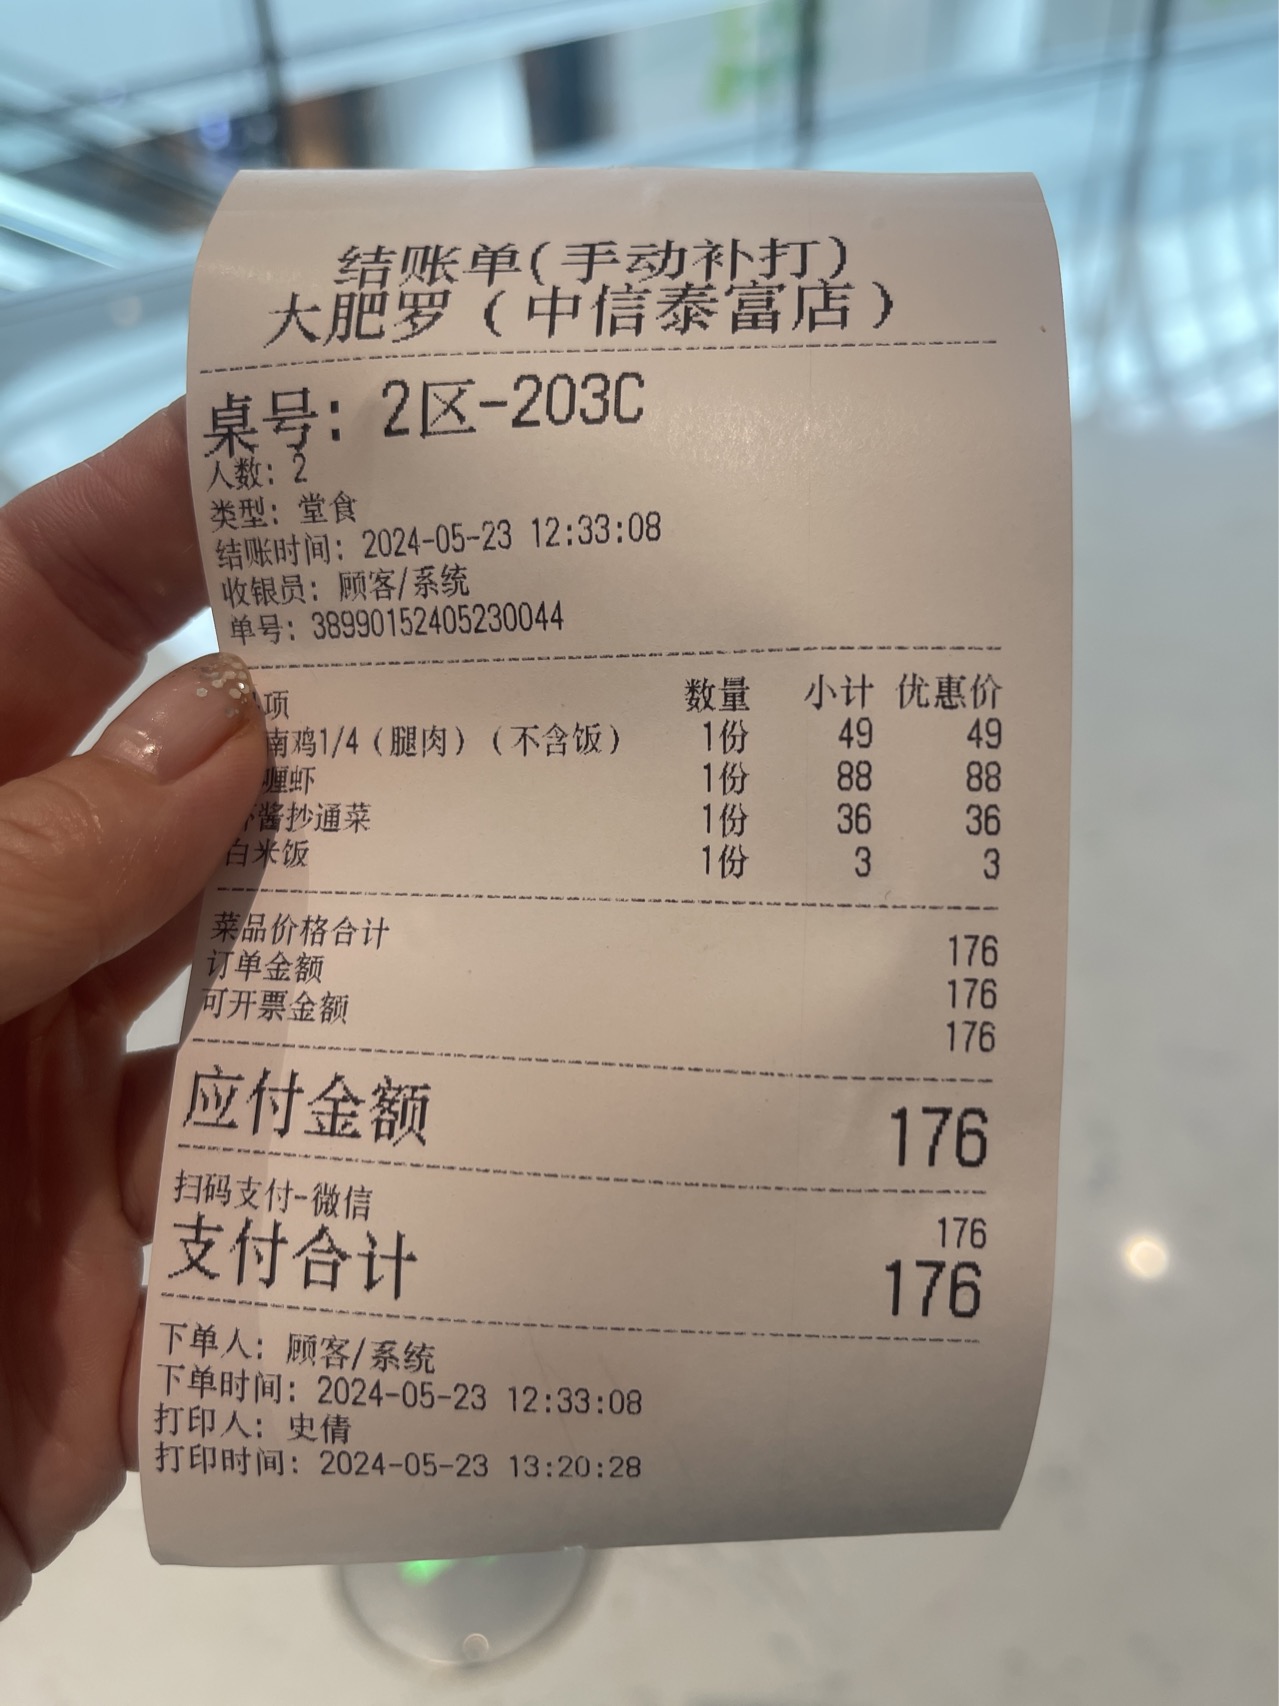 结账单(手动补打)
大肥罗（中信泰富店）
桌号: 2区-203C
人数: 2
类型: 堂食
结账时间: 2024-05-23 12:33:08
收银员: 顾客/系统
单号: 38990152405230044
项 数量 小计 优惠价
南鸡1/4（腿肉）（不含饭） 1份 49 49
喱虾 1份 88 88
酱抄通菜 1份 36 36
白米饭 1份 3 3
菜品价格合计 176
订单金额 176
可开票金额 176
应付金额 176
扫码支付-微信 176
支付合计 176
下单人: 顾客/系统
下单时间: 2024-05-23 12:33:08
打印人: 史倩
打印时间: 2024-05-23 13:20:28